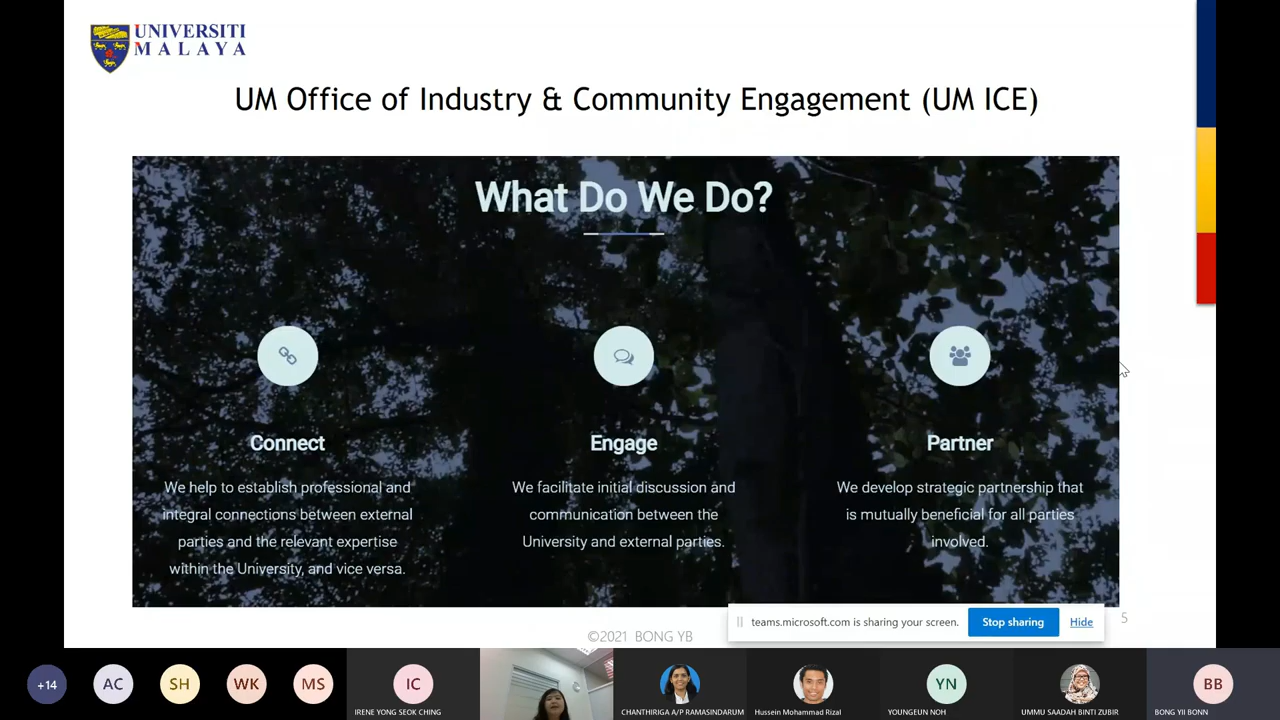 UNIVERSITI
MALAYA
UM Office of Industry & Community Engagement (UM ICE)
What Do We Do?
Connect
We help to establish professional and
integral connections between external
parties and the relevant expertise
within the University, and vice versa.
Engage
We facilitate initial discussion and
communication between the
University and external parties.
Partner
We develop strategic partnership that
is mutually beneficial for all parties
involved.
teams.microsoft.com is sharing your screen.
Stop sharing
Hide
5
©2021 BONG YB
+14
AC
SH
WK
MS
IC
IRENE YONG SEOK CHING
CHANTHIRIGA A/P RAMASINDARUM
Hussein Mohammad Rizal
YN
YOUNGEUN NOH
UMMU SAADAH BINTI ZUBIR
BB
BONG YII BONN